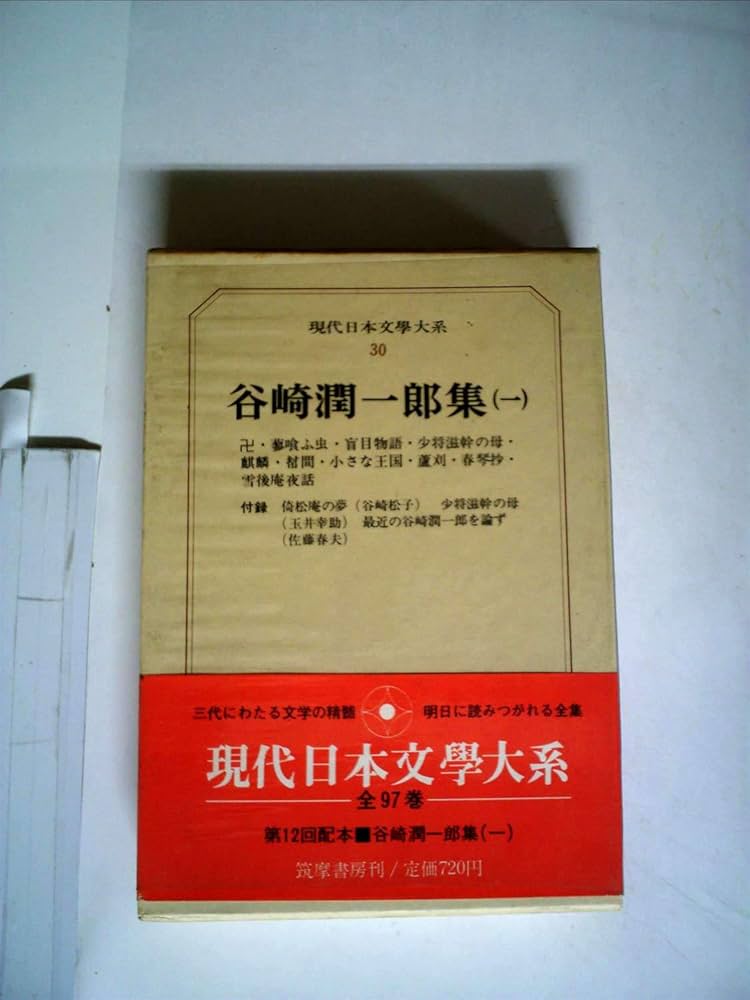 現代日本文學大系
30
谷崎潤一郎集(一)
卍・蓼喰ふ虫・盲目物語・少将滋幹の母・
麒麟・幇間・小さな王国・蘆刈・春琴抄・
雪後庵夜話
付録 倚松庵の夢(谷崎松子) 少将滋幹の母
(玉井幸助) 最近の谷崎潤一郎を論ず
(佐藤春夫)
三代にわたる文学の精髄 明日に読みつがれる全集
現代日本文學大系
全97巻
第12回配本■谷崎潤一郎集(一)
筑摩書房刊/定価720円